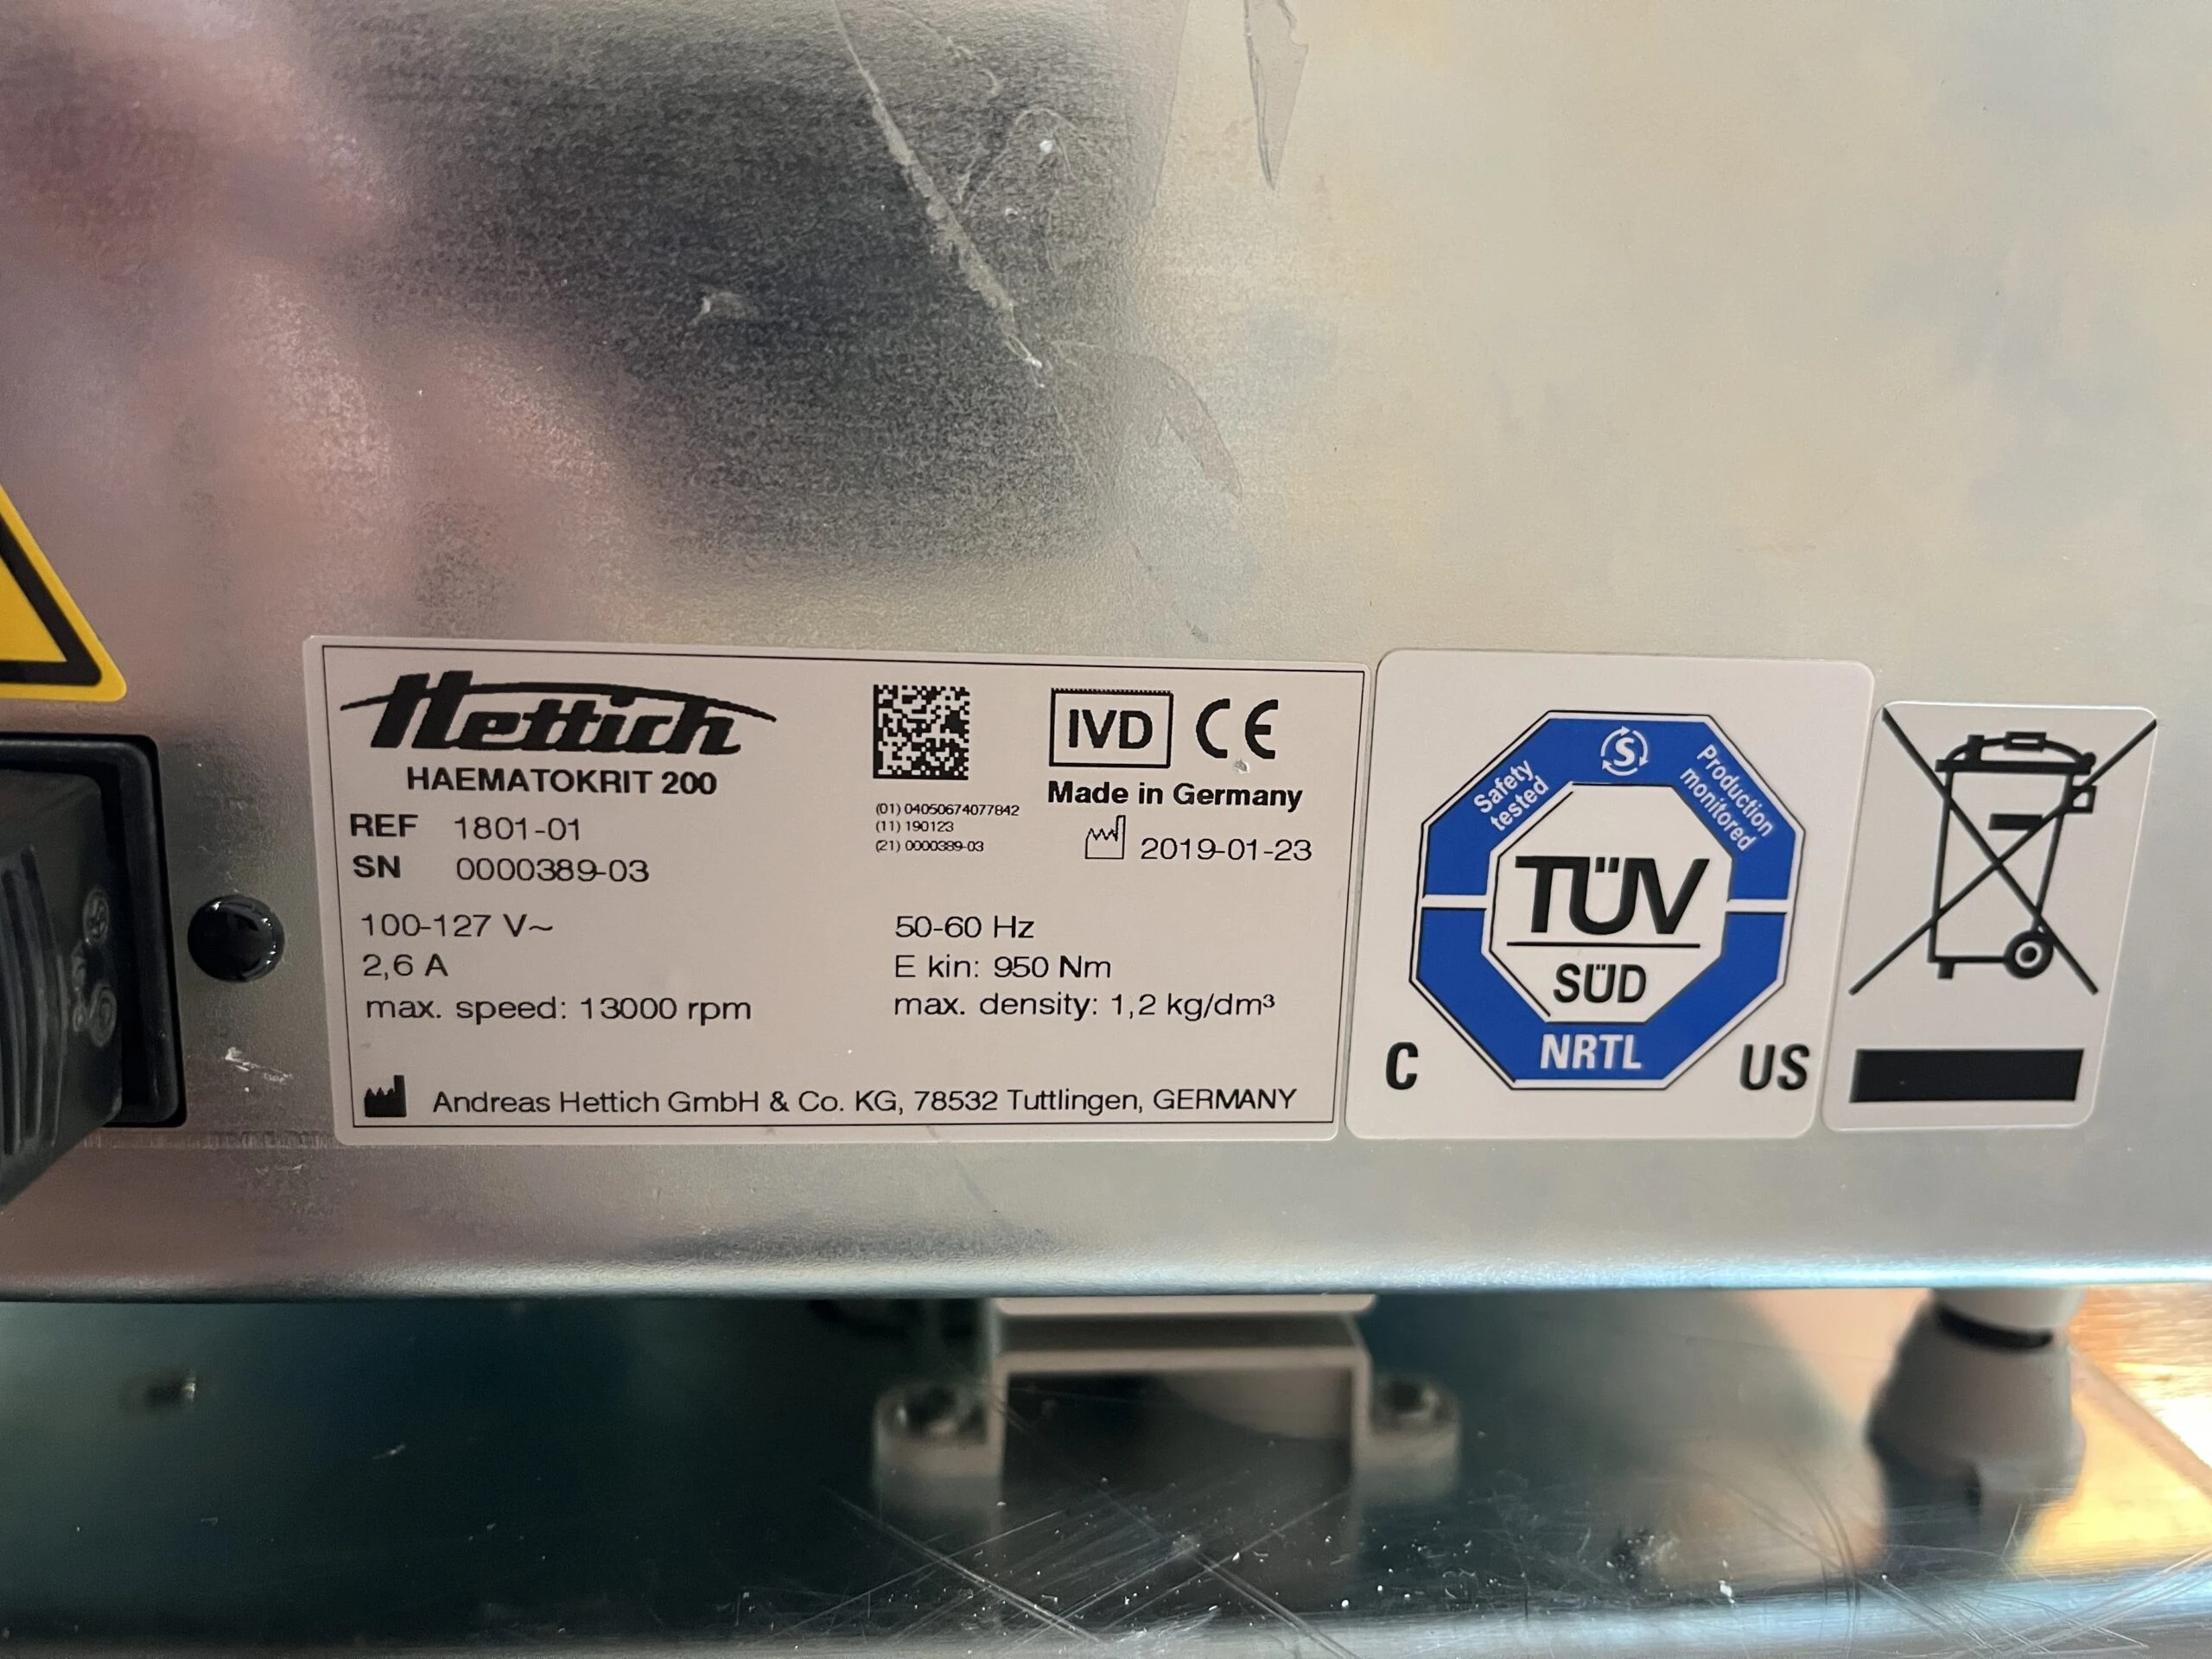 Hettich
HAEMATOKRIT 200
REF 1801-01
SN 0000389-03
(01) 04050674077842
(11) 190123
(21) 0000389-03
IVD CE
Made in Germany
2019-01-23
100-127 V~ 50-60 Hz
2,6 A E kin: 950 Nm
max. speed: 13000 rpm max. density: 1,2 kg/dm³
Andreas Hettich GmbH & Co. KG, 78532 Tuttlingen, GERMANY
S
Safety
tested
Production
monitored
TÜV
SÜD
NRTL
C US